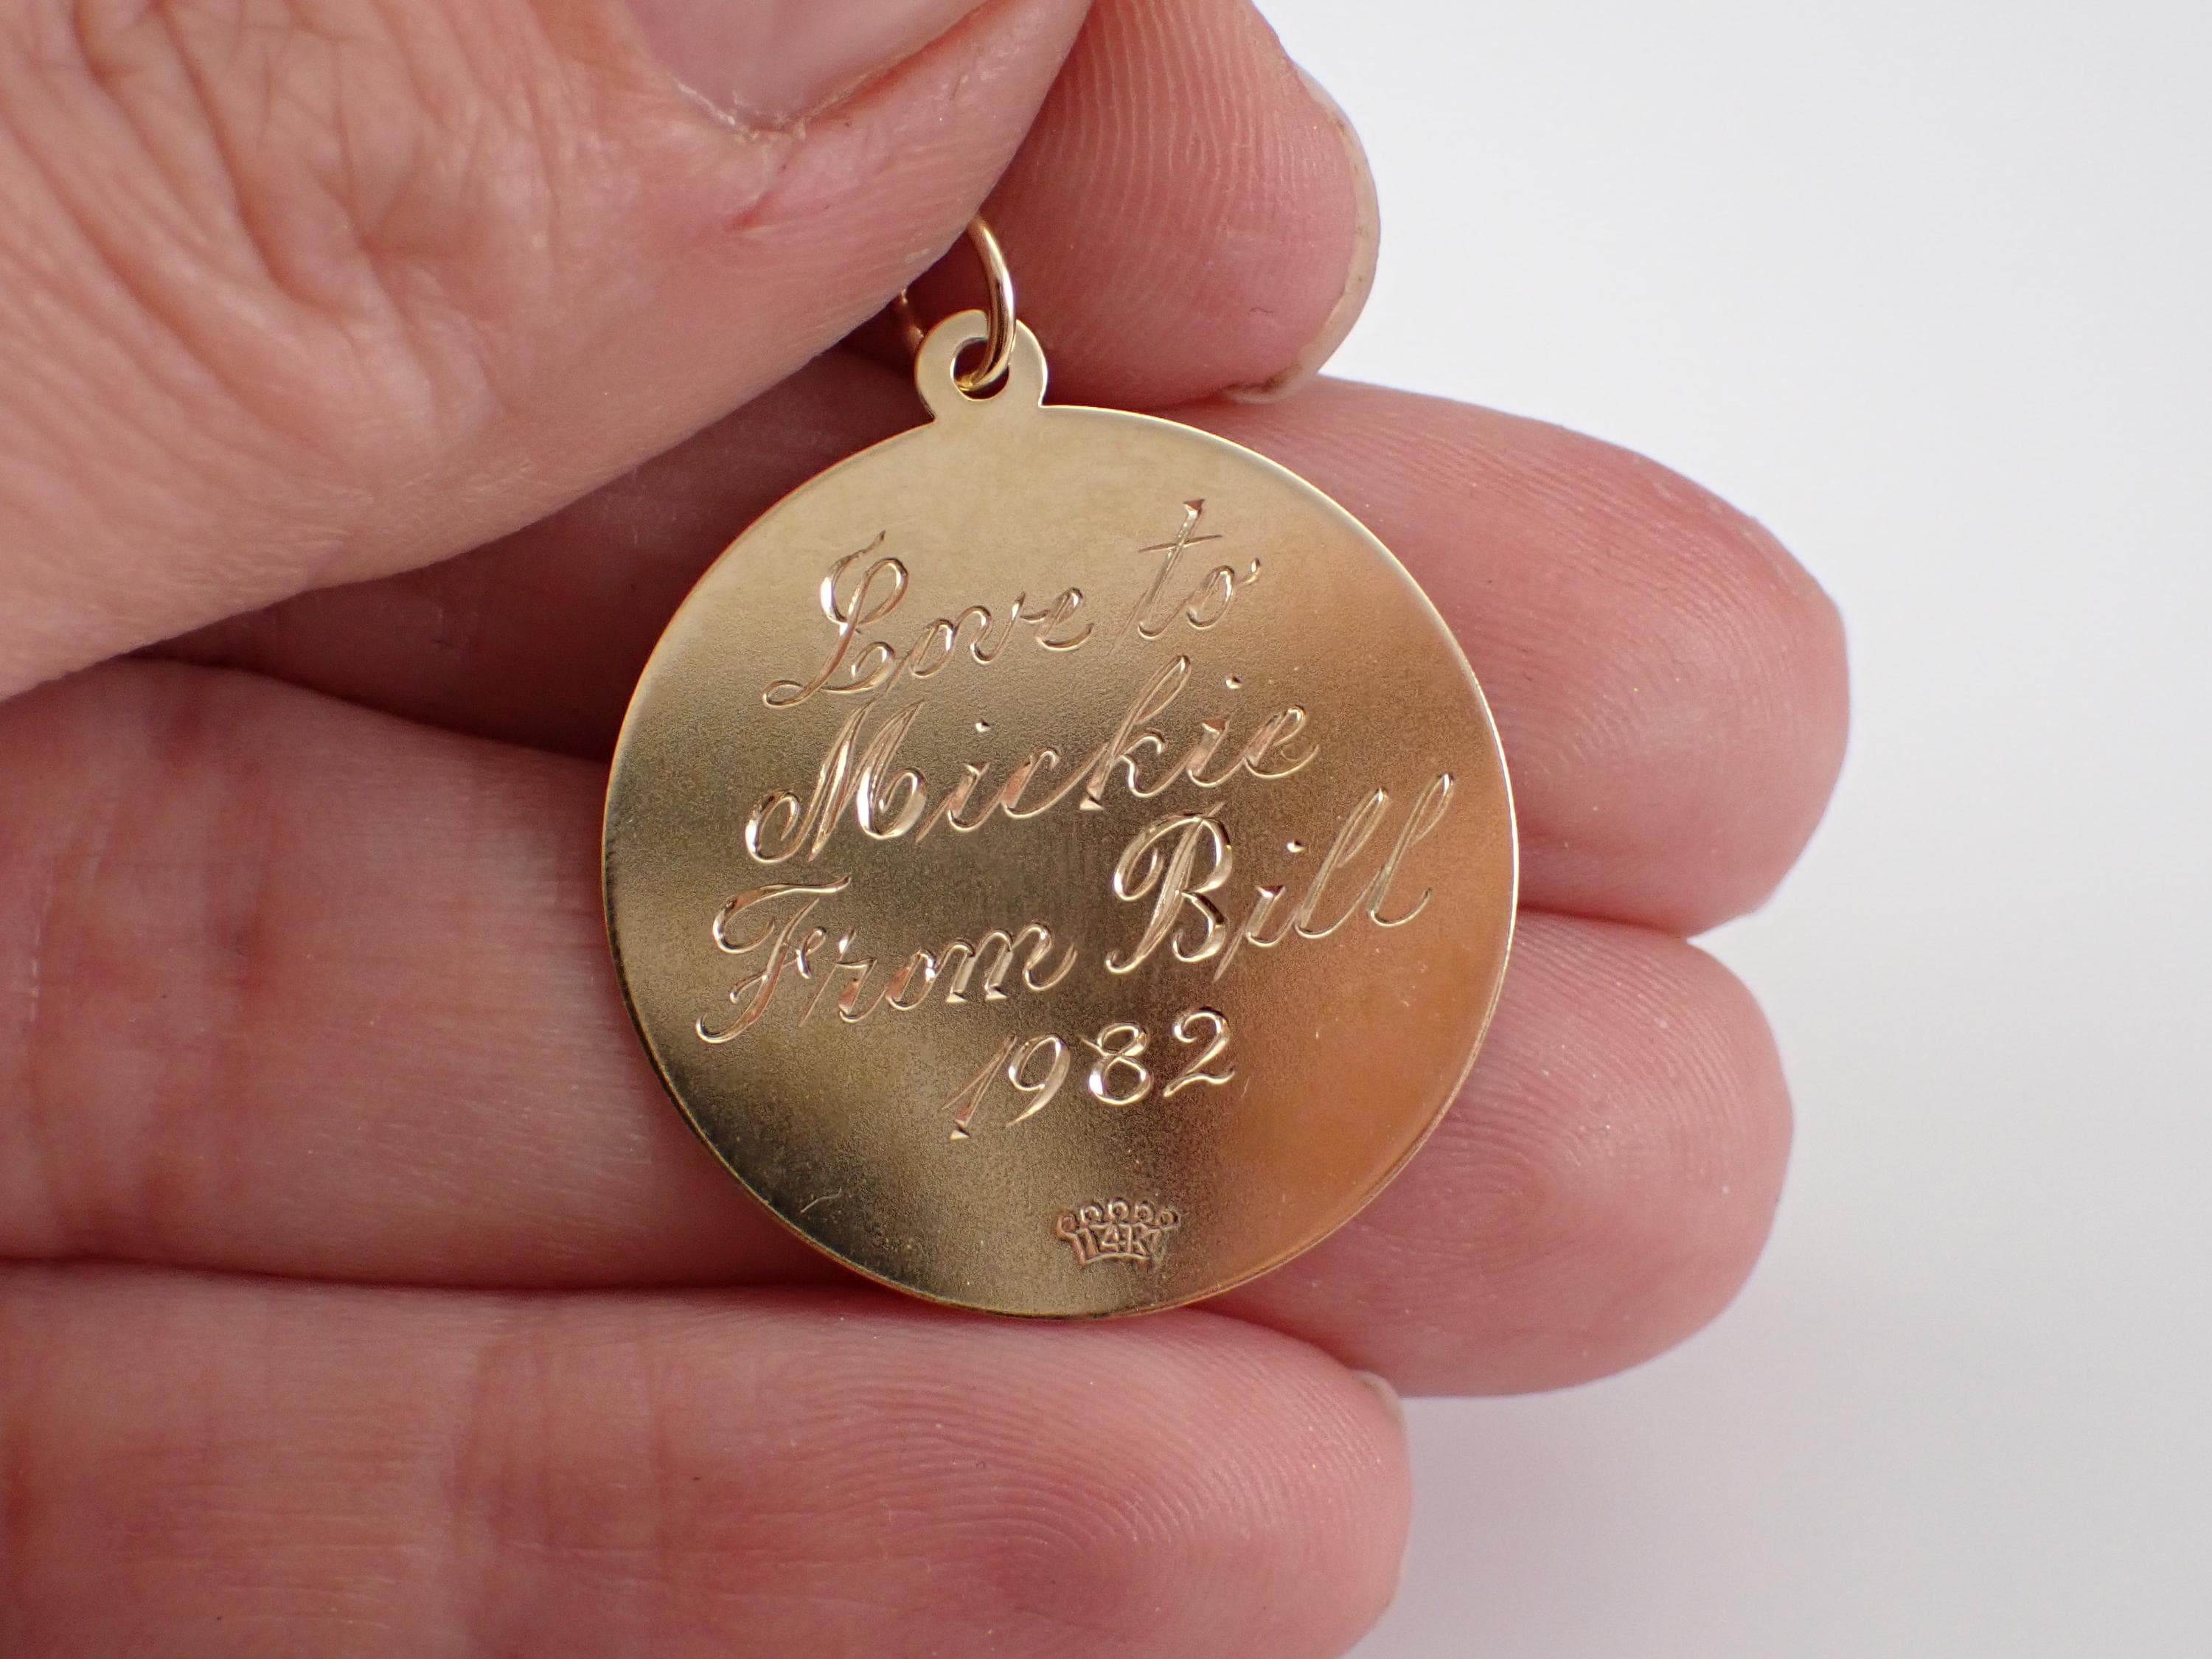 Love to
Mickie
From Bill
1982
14K